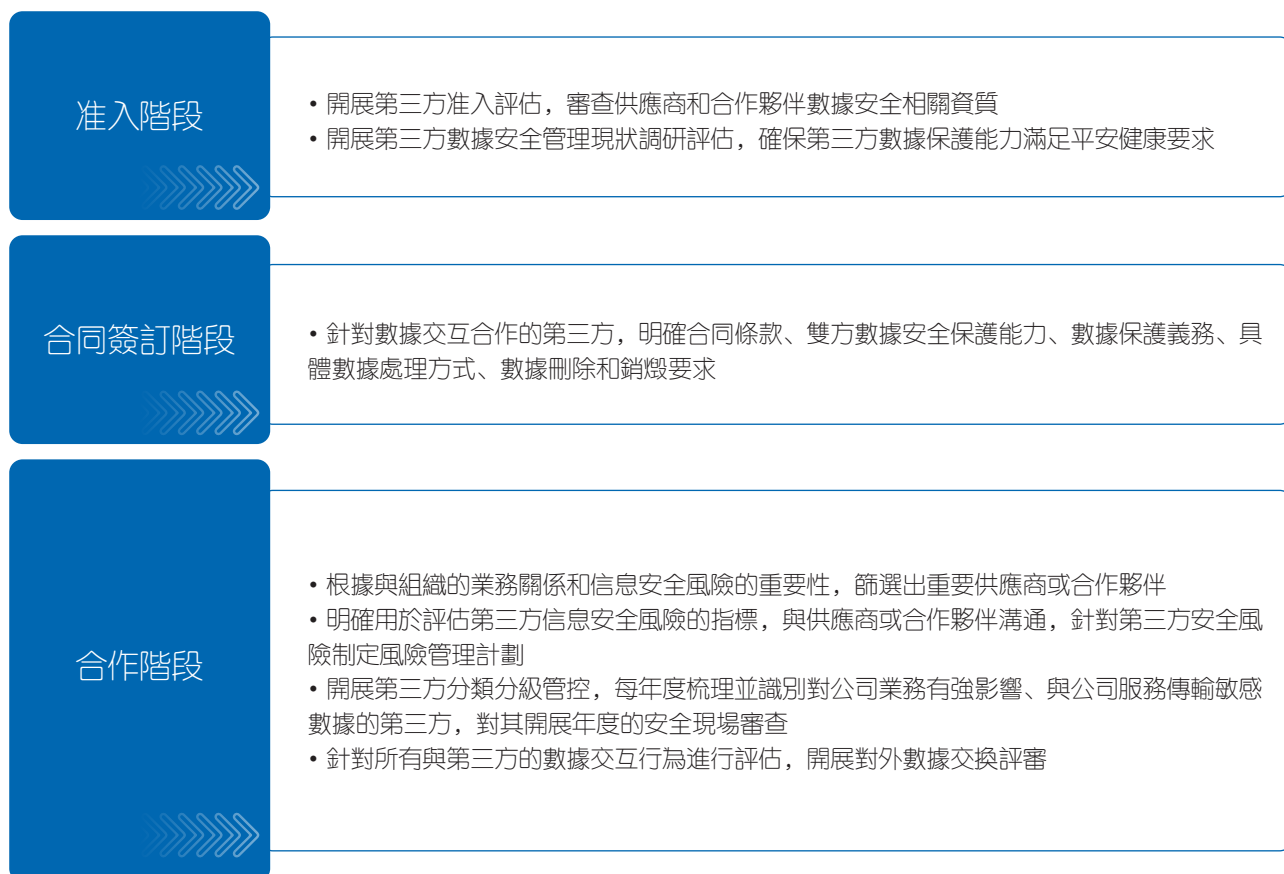 准入階段
• 開展第三方准入評估，審查供應商和合作夥伴數據安全相關資質
• 開展第三方數據安全管理現狀調研評估，確保第三方數據保護能力滿足平安健康要求
合同簽訂階段
• 針對數據交互合作的第三方，明確合同條款、雙方數據安全保護能力、數據保護義務、具
體數據處理方式、數據刪除和銷燬要求
合作階段
• 根據與組織的業務關係和信息安全風險的重要性，篩選出重要供應商或合作夥伴
• 明確用於評估第三方信息安全風險的指標，與供應商或合作夥伴溝通，針對第三方安全風
險制定風險管理計劃
• 開展第三方分類分級管控，每年度梳理並識別對公司業務有強影響、與公司服務傳輸敏感
數據的第三方，對其開展年度的安全現場審查
• 針對所有與第三方的數據交互行為進行評估，開展對外數據交換評審